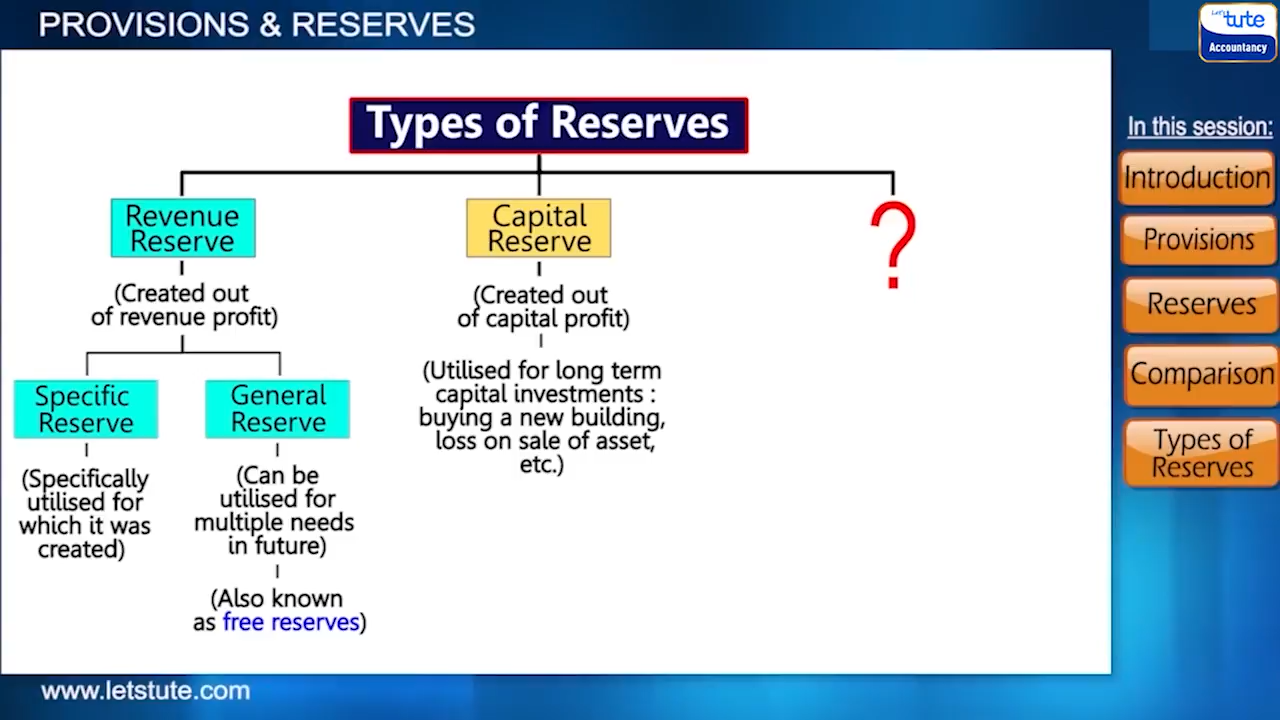 PROVISIONS & RESERVES
Let's
tute
Accountancy
Types of Reserves
Revenue
Reserve
(Created out
of revenue profit)
Specific
Reserve
(Specifically
utilised for
which it was
created)
General
Reserve
(Can be
utilised for
multiple needs
in future)
(Also known
as free reserves)
Capital
Reserve
(Created out
of capital profit)
(Utilised for long term
capital investments :
buying a new building,
loss on sale of asset,
etc.)
?
In this session:
Introduction
Provisions
Reserves
Comparison
Types of
Reserves
www.letstute.com